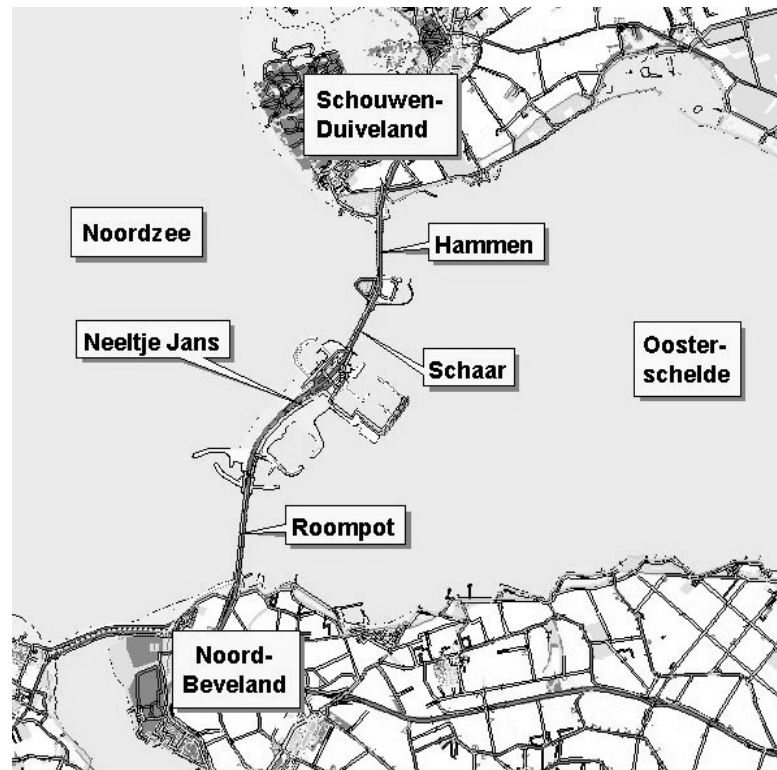 Schouwen-
Duiveland
Noordzee
Hammen
Neeltje Jans
Schaar
Ooster-
schelde
Roompot
Noord-
Beveland